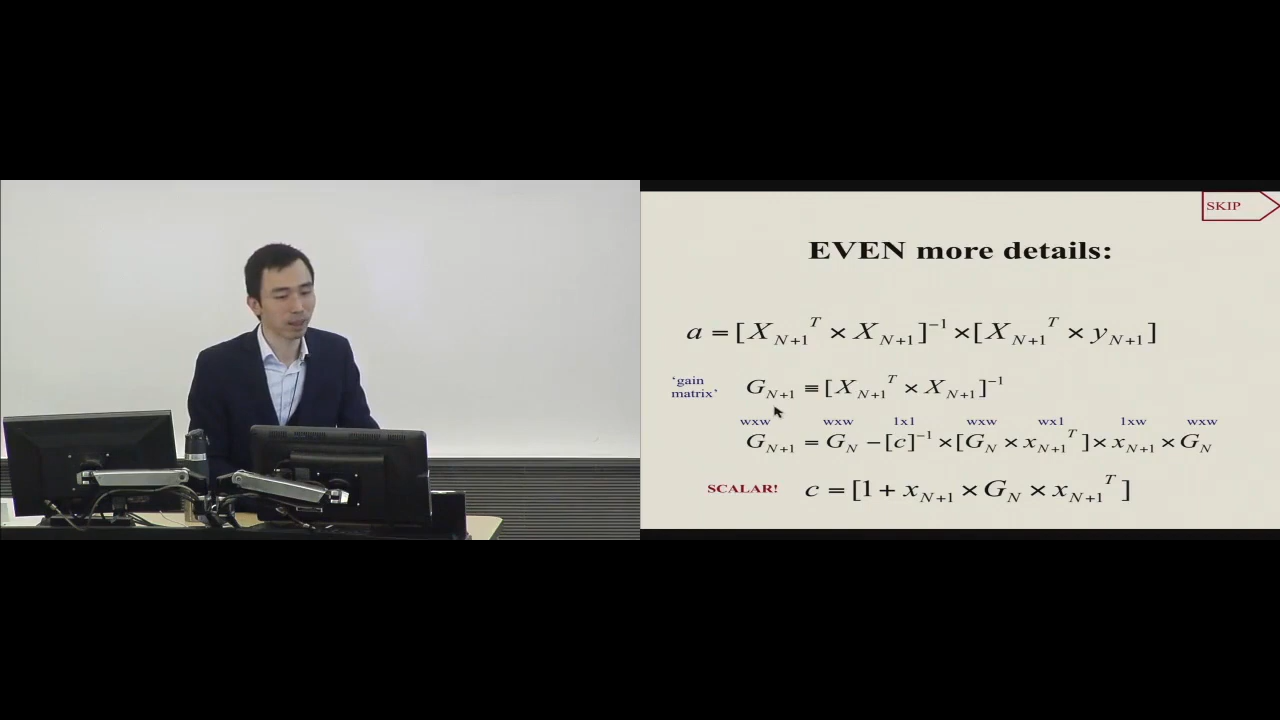 SKIP
EVEN more details:
a = [X_{N+1}^T × X_{N+1}]^{-1} × [X_{N+1}^T × y_{N+1}]
'gain matrix' G_{N+1} ≡ [X_{N+1}^T × X_{N+1}]^{-1}
wxw wxw 1x1 wxw wx1 1xw wxw
G_{N+1} = G_N − [c]^{-1} × [G_N × x_{N+1}^T] × x_{N+1} × G_N
SCALAR! c = [1 + x_{N+1} × G_N × x_{N+1}^T]